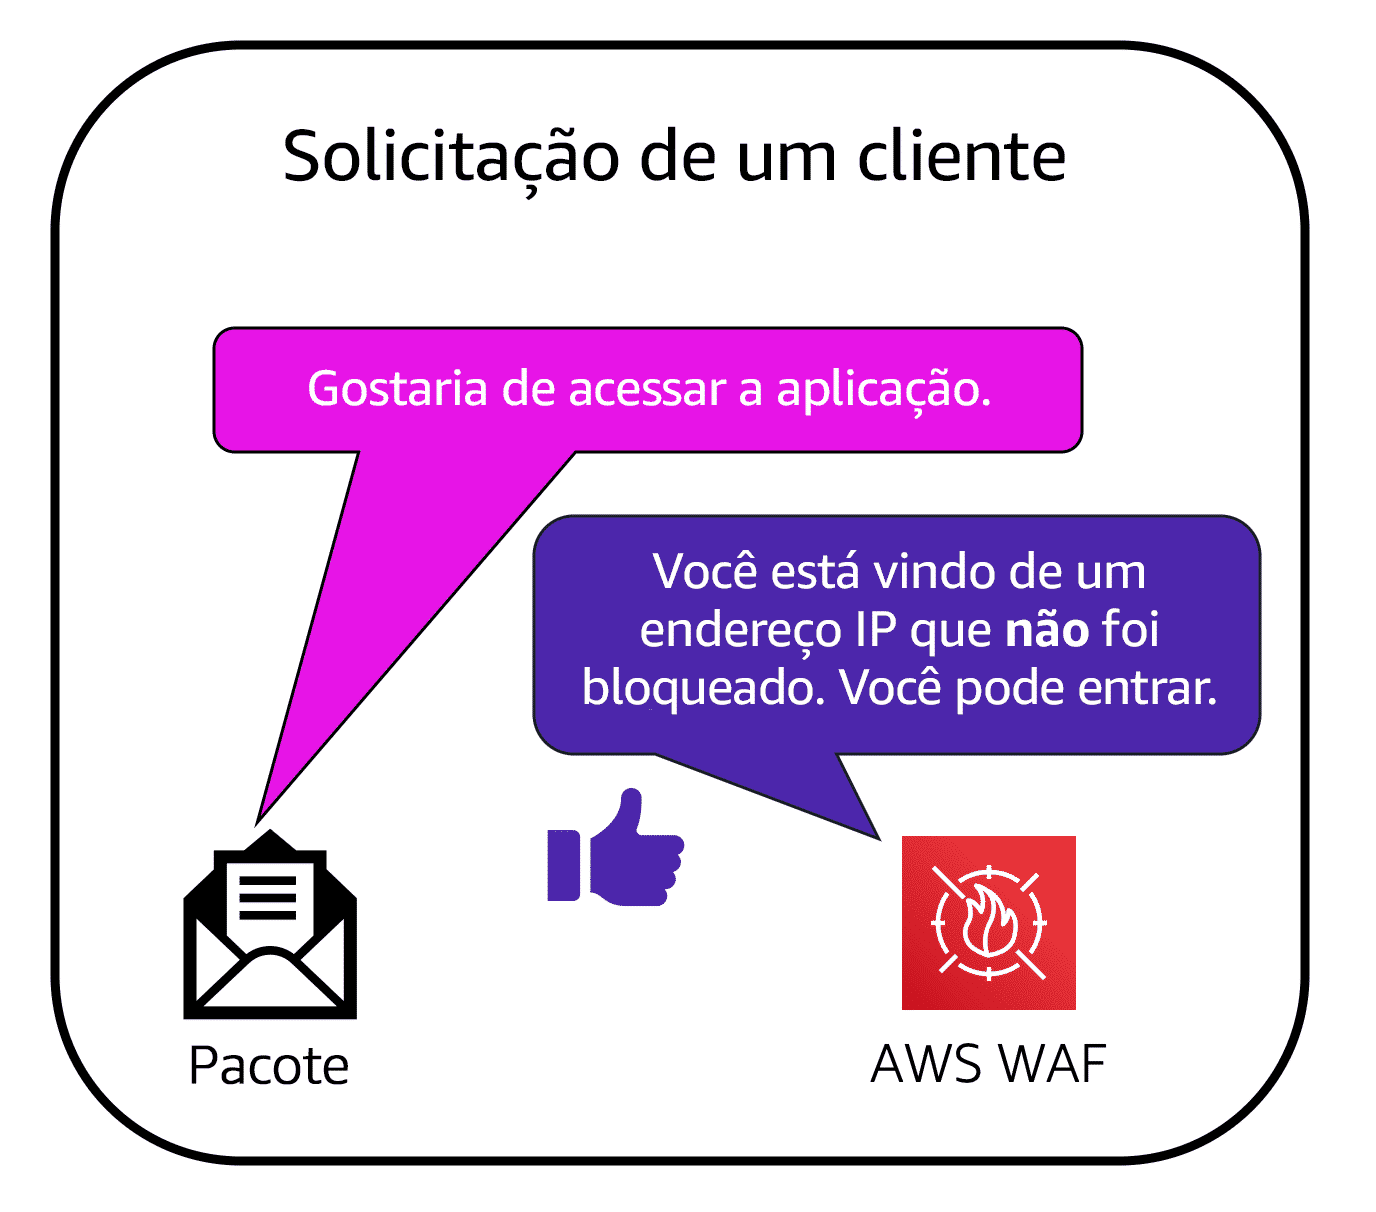 Solicitação de um cliente
Gostaria de acessar a aplicação.
Você está vindo de um
endereço IP que não foi
bloqueado. Você pode entrar.
Pacote
AWS WAF